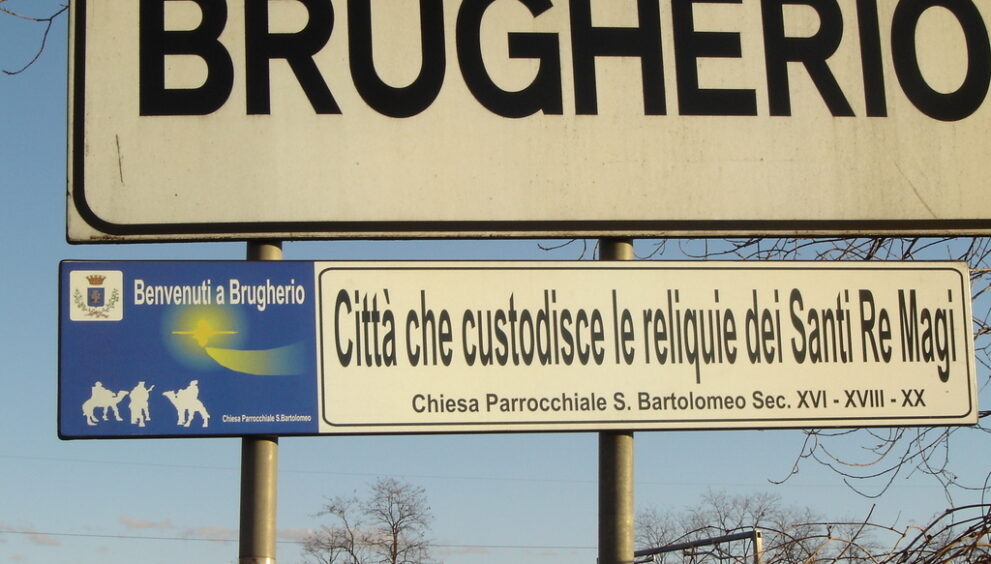 BRUGHERIO
Benvenuti a Brugherio
Chiesa Parrocchiale S.Bartolomeo
Città che custodisce le reliquie dei Santi Re Magi
Chiesa Parrocchiale S. Bartolomeo Sec. XVI - XVIII - XX